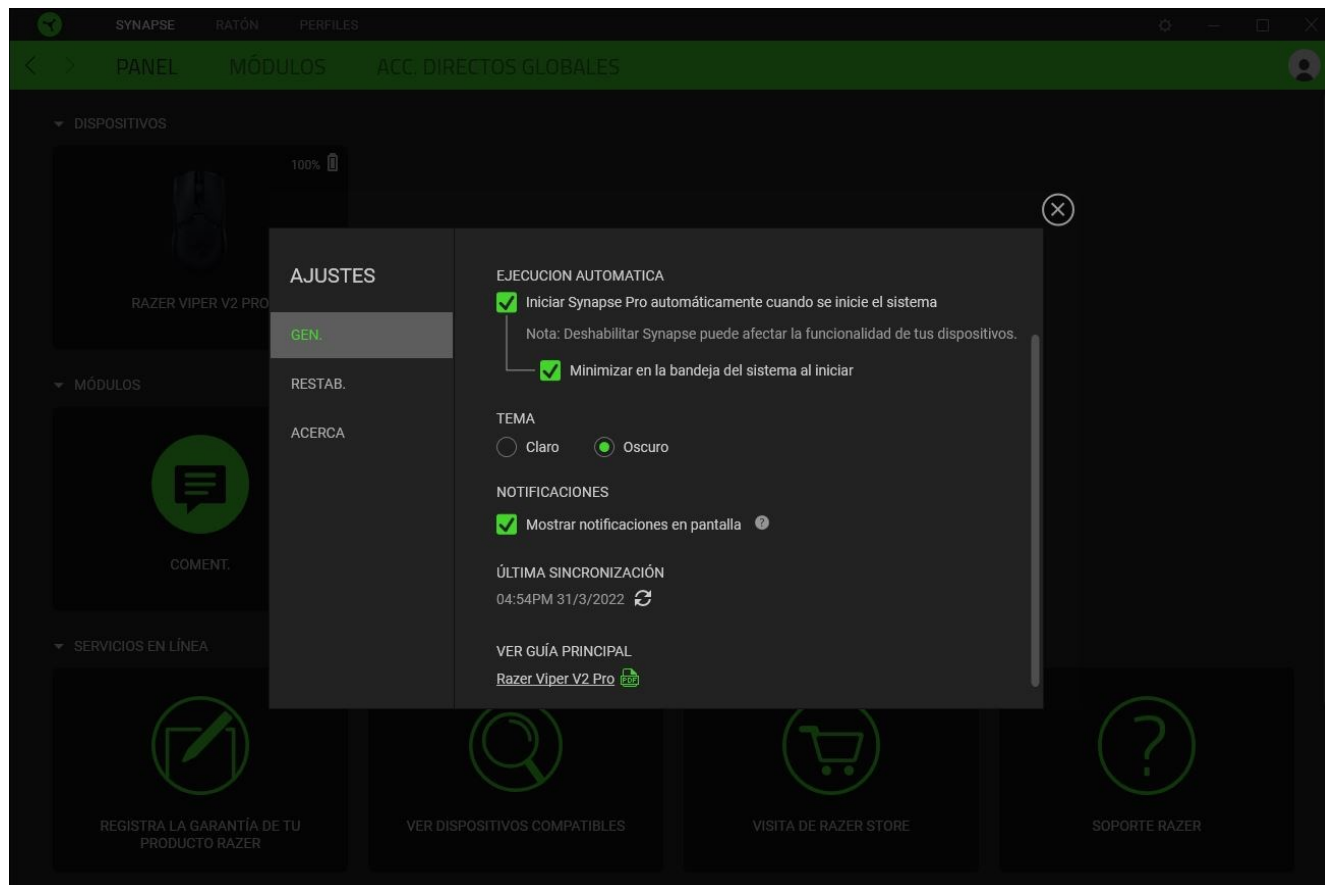 SYNAPSE RATÓN PERFILES
PANEL MÓDULOS ACC. DIRECTOS GLOBALES
DISPOSITIVOS
100%
RAZER VIPER V2 PRO
MÓDULOS
COMENT.
AJUSTES
GEN.
RESTAB.
ACERCA
EJECUCION AUTOMATICA
Iniciar Synapse Pro automáticamente cuando se inicie el sistema
Nota: Deshabilitar Synapse puede afectar la funcionalidad de tus dispositivos.
Minimizar en la bandeja del sistema al iniciar
TEMA
Claro Oscuro
NOTIFICACIONES
Mostrar notificaciones en pantalla ?
ÚLTIMA SINCRONIZACIÓN
04:54PM 31/3/2022
VER GUÍA PRINCIPAL
Razer Viper V2 Pro PDF
SERVICIOS EN LÍNEA
REGISTRA LA GARANTÍA DE TU
PRODUCTO RAZER
VER DISPOSITIVOS COMPATIBLES
VISITA DE RAZER STORE
SOPORTE RAZER